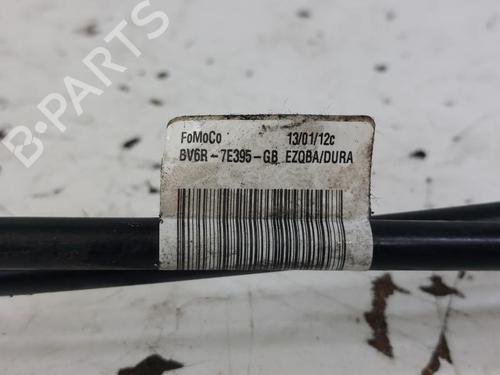 B-PARTS
FoMoCo 13/01/12c
BV6R-7E395-GB EZQBA/DURA